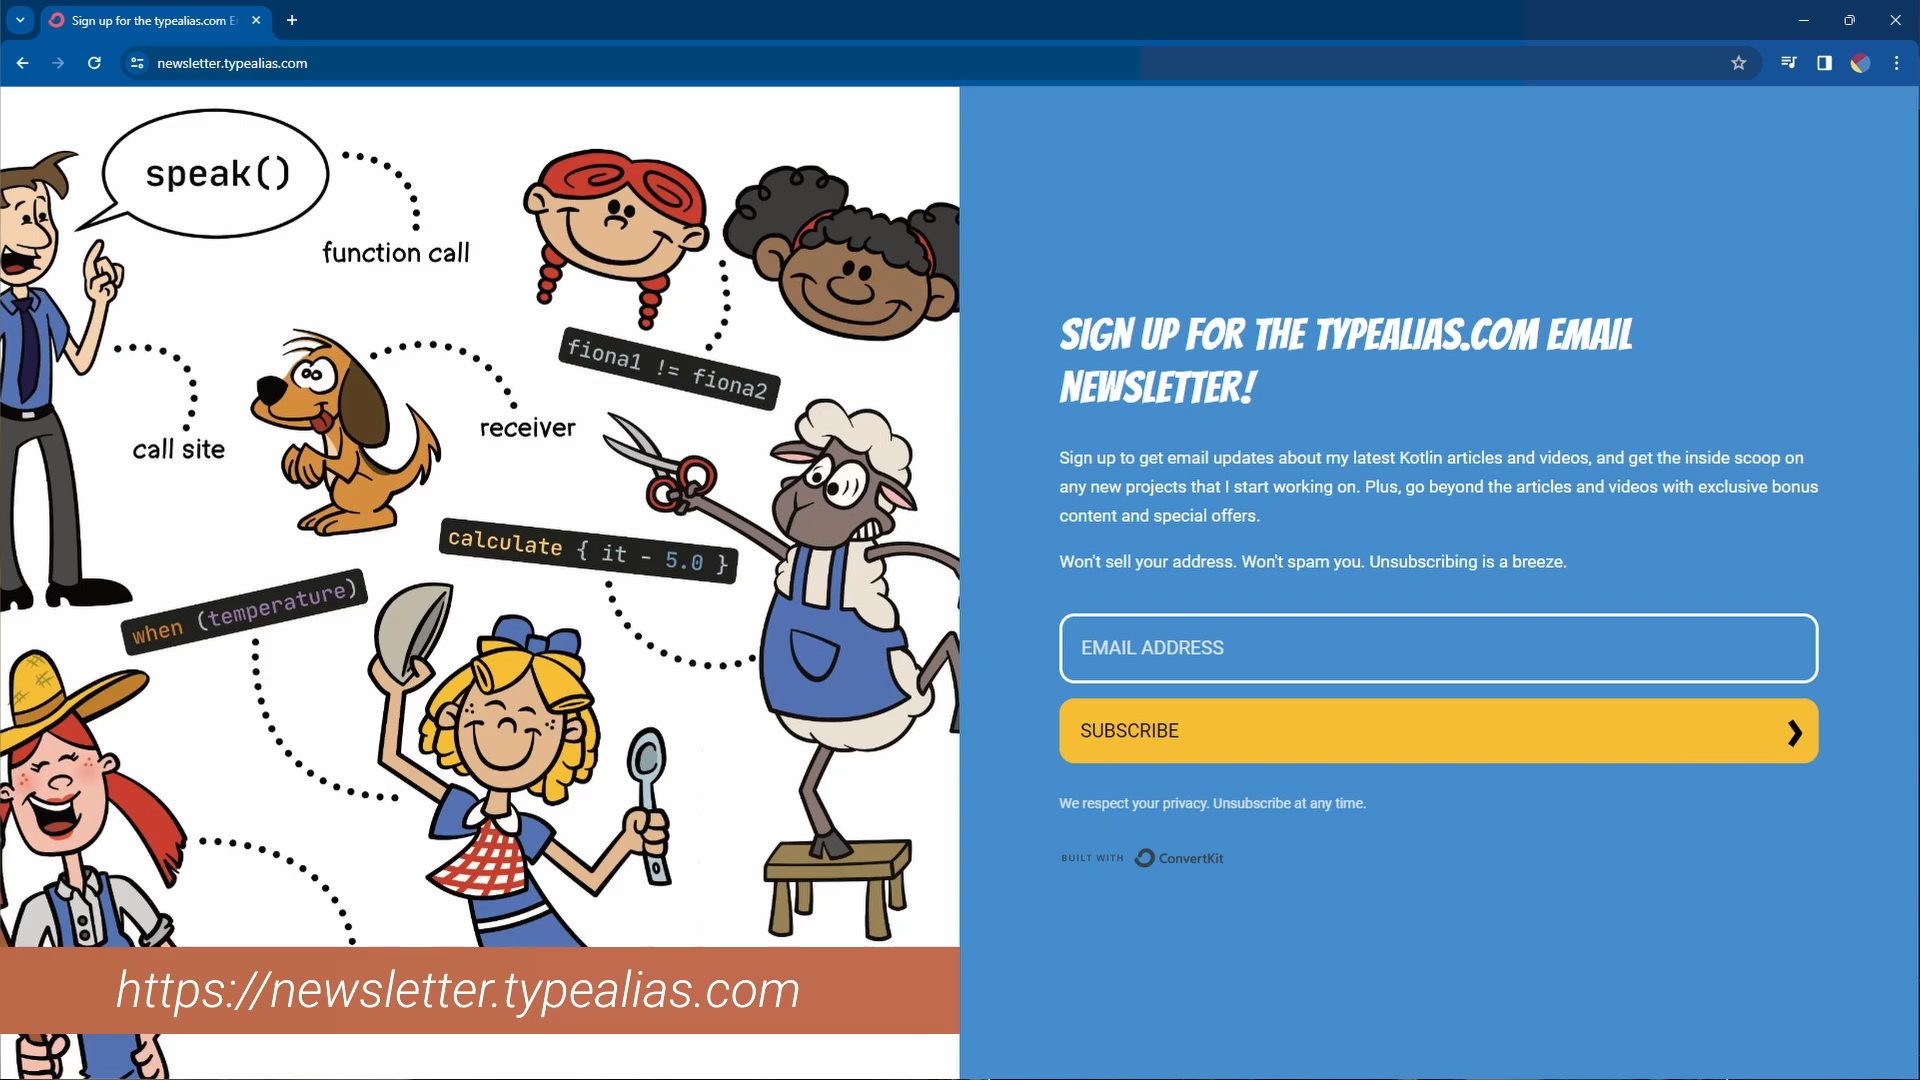 Sign up for the typealias.com E
newsletter.typealias.com
speak()
function call
fiona1 != fiona2
call site
receiver
calculate { it - 5.0 }
when (temperature)
https://newsletter.typealias.com
SIGN UP FOR THE TYPEALIAS.COM EMAIL
NEWSLETTER!
Sign up to get email updates about my latest Kotlin articles and videos, and get the inside scoop on
any new projects that I start working on. Plus, go beyond the articles and videos with exclusive bonus
content and special offers.
Won't sell your address. Won't spam you. Unsubscribing is a breeze.
EMAIL ADDRESS
SUBSCRIBE
We respect your privacy. Unsubscribe at any time.
BUILT WITH ConvertKit